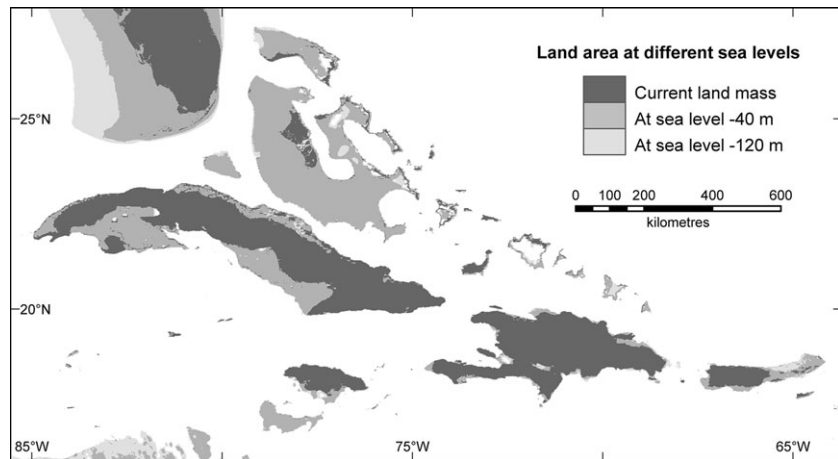 Land area at different sea levels
Current land mass
At sea level -40 m
At sea level -120 m
0 100 200 400 600
kilometres
25°N
20°N
85°W
75°W
65°W